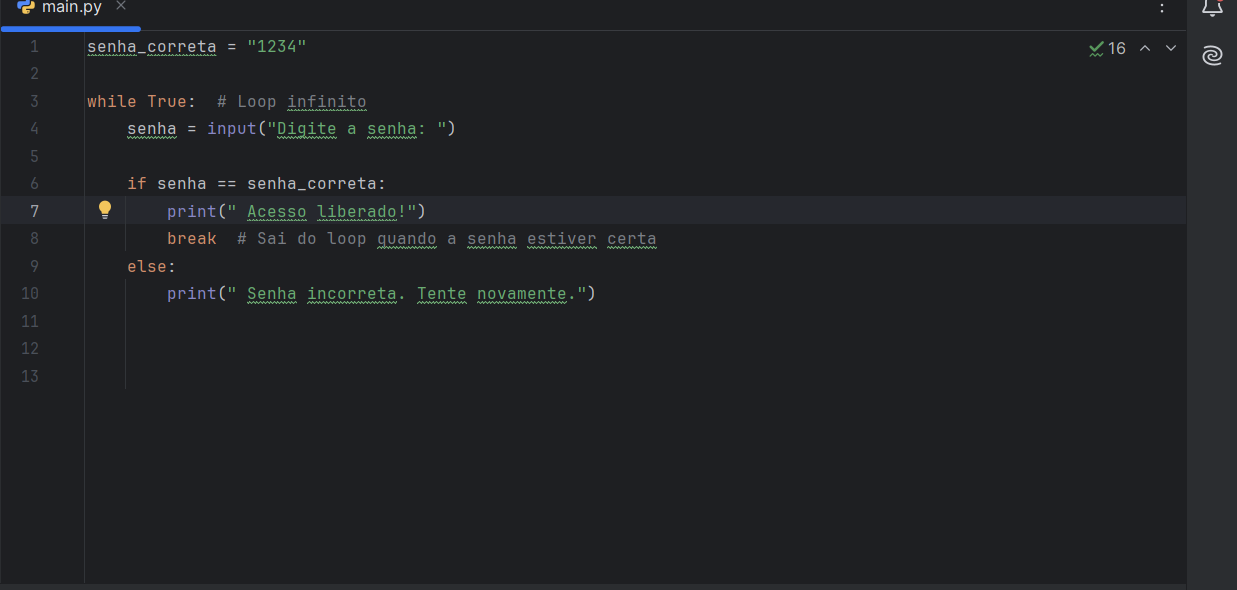 main.py
16
1 senha_correta = "1234"
2
3 while True:  # Loop infinito
4     senha = input("Digite a senha: ")
5
6     if senha == senha_correta:
7         print(" Acesso liberado!")
8         break  # Sai do loop quando a senha estiver certa
9     else:
10         print(" Senha incorreta. Tente novamente.")
11
12
13